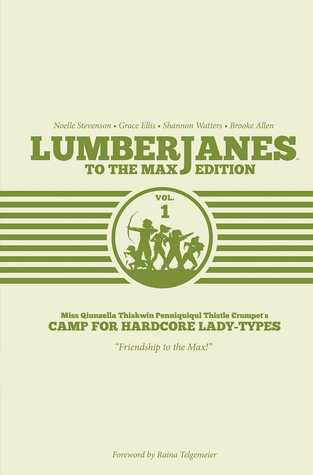 Noelle Stevenson • Grace Ellis • Shannon Watters • Brooke Allen
LUMBERJANES™
TO THE MAX EDITION
VOL.
1
Miss Qiunzella Thiskwin Penniquiqul Thistle Crumpet's
CAMP FOR HARDCORE LADY-TYPES
"Friendship to the Max!"
Foreword by Raina Telgemeier